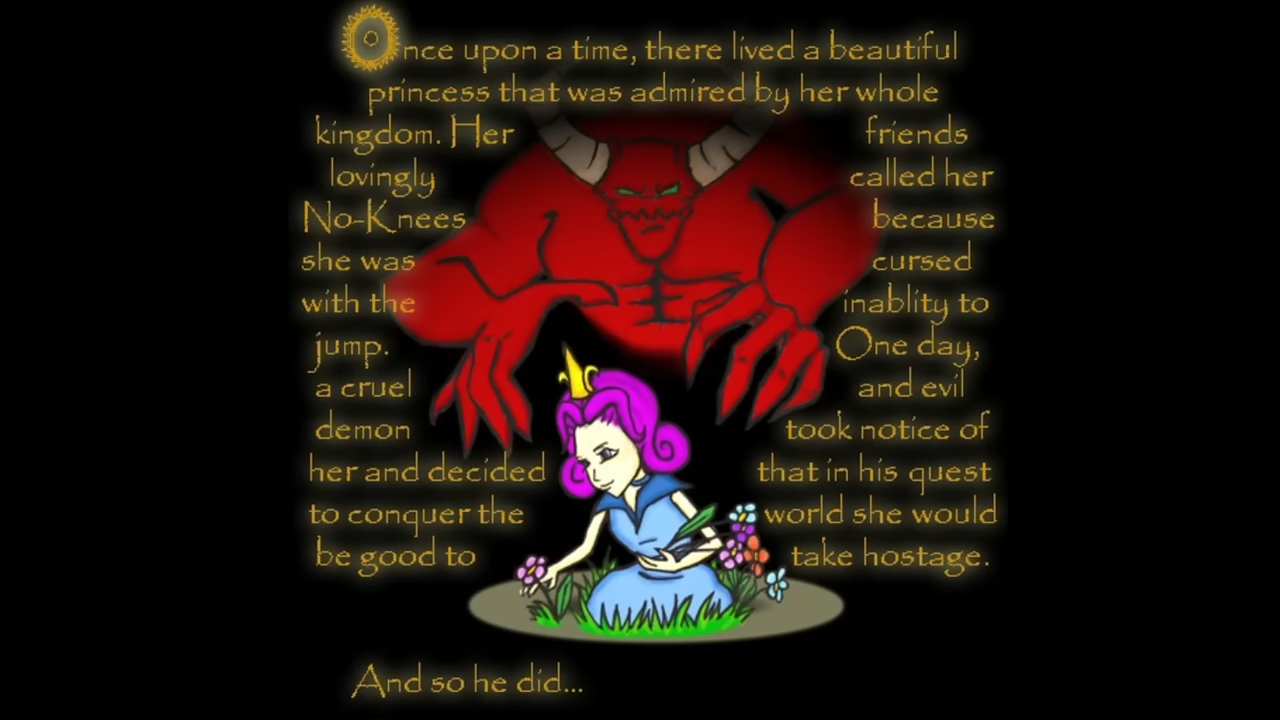 Once upon a time, there lived a beautiful
princess that was admired by her whole
kingdom. Her friends
lovingly called her
No-Knees because
she was cursed
with the inablity to
jump. One day,
a cruel and evil
demon took notice of
her and decided that in his quest
to conquer the world she would
be good to take hostage.
And so he did...